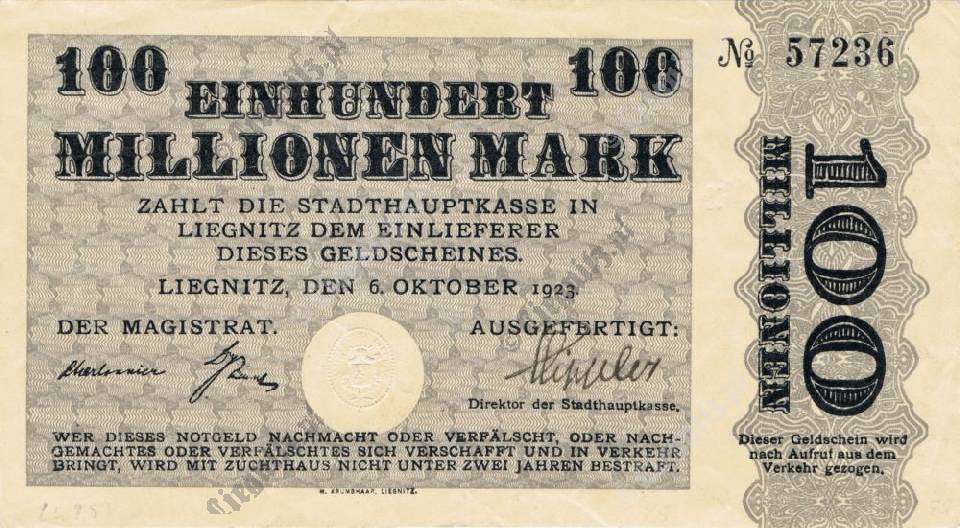 100 100
EINHUNDERT
MILLIONEN MARK
ZAHLT DIE STADTHAUPTKASSE IN
LIEGNITZ DEM EINLIEFERER
DIESES GELDSCHEINES.
LIEGNITZ, DEN 6. OKTOBER 1923.
DER MAGISTRAT. AUSGEFERTIGT:
Direktor der Stadthauptkasse.
WER DIESES NOTGELD NACHMACHT ODER VERFÄLSCHT, ODER NACH-
GEMACHTES ODER VERFÄLSCHTES SICH VERSCHAFFT UND IN VERKEHR
BRINGT, WIRD MIT ZUCHTHAUS NICHT UNTER ZWEI JAHREN BESTRAFT.
H. KRUMBHAAR, LIEGNITZ.
№ 57236
100
MILLIONEN
Dieser Geldschein wird
nach Aufruf aus dem
Verkehr gezogen.